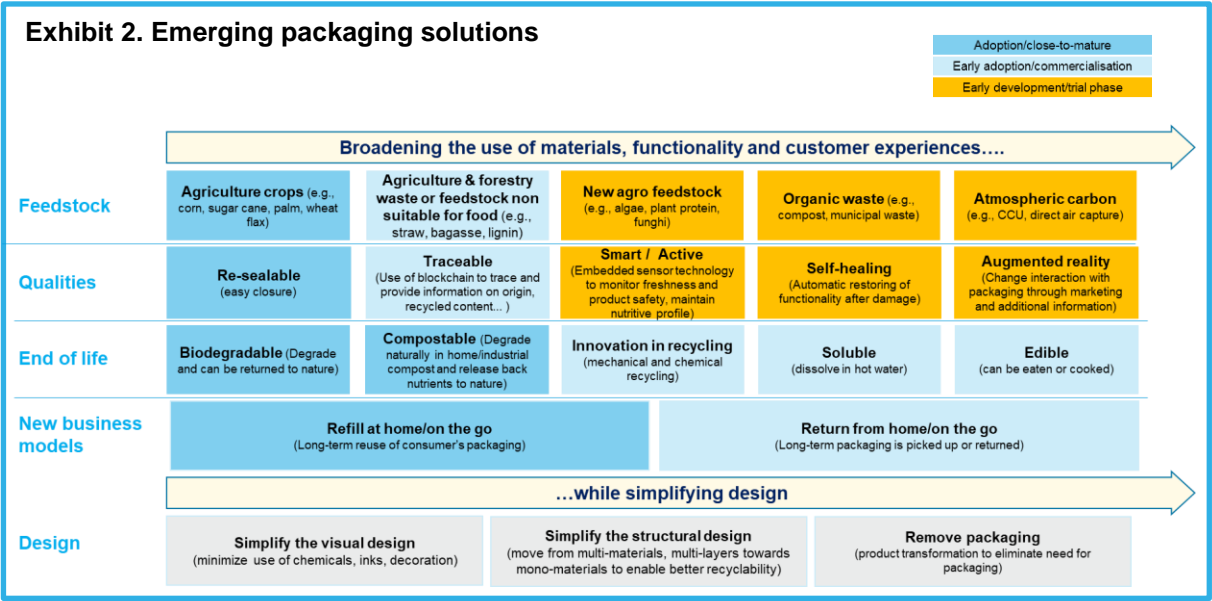 Exhibit 2. Emerging packaging solutions
Adoption/close-to-mature
Early adoption/commercialisation
Early development/trial phase
Broadening the use of materials, functionality and customer experiences....
Feedstock
Agriculture crops (e.g.,
corn, sugar cane, palm, wheat
flax)
Agriculture & forestry
waste or feedstock non
suitable for food (e.g.,
straw, bagasse, lignin)
New agro feedstock
(e.g., algae, plant protein,
funghi)
Organic waste (e.g.,
compost, municipal waste)
Atmospheric carbon
(e.g., CCU, direct air capture)
Qualities
Re-sealable
(easy closure)
Traceable
(Use of blockchain to trace and
provide information on origin,
recycled content... )
Smart / Active
(Embedded sensor technology
to monitor freshness and
product safety, maintain
nutritive profile)
Self-healing
(Automatic restoring of
functionality after damage)
Augmented reality
(Change interaction with
packaging through marketing
and additional information)
End of life
Biodegradable (Degrade
and can be returned to nature)
Compostable (Degrade
naturally in home/industrial
compost and release back
nutrients to nature)
Innovation in recycling
(mechanical and chemical
recycling)
Soluble
(dissolve in hot water)
Edible
(can be eaten or cooked)
New business
models
Refill at home/on the go
(Long-term reuse of consumer's packaging)
Return from home/on the go
(Long-term packaging is picked up or returned)
...while simplifying design
Design
Simplify the visual design
(minimize use of chemicals, inks, decoration)
Simplify the structural design
(move from multi-materials, multi-layers towards
mono-materials to enable better recyclability)
Remove packaging
(product transformation to eliminate need for
packaging)